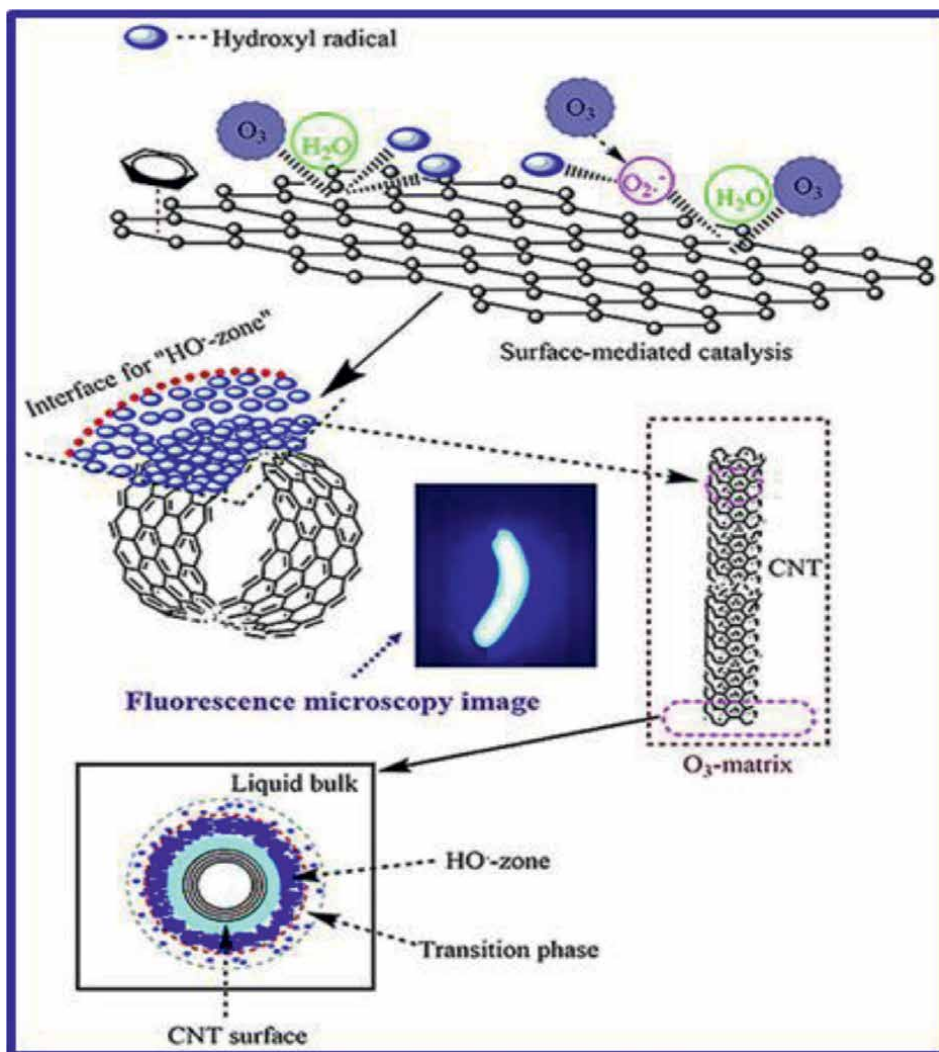 Hydroxyl radical
O₃
H₂O
O₃
O₂·⁻
H₂O
O₃
Surface-mediated catalysis
Interface for "HO·-zone"
CNT
Fluorescence microscopy image
O₃-matrix
Liquid bulk
HO·-zone
Transition phase
CNT surface